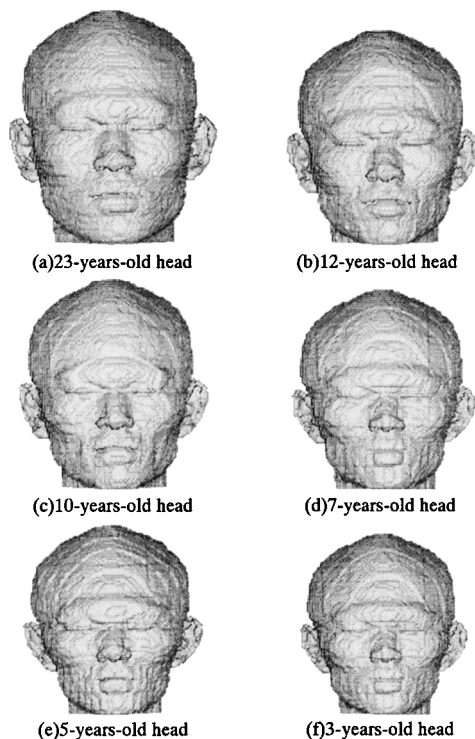 (a)23-years-old head
(b)12-years-old head
(c)10-years-old head
(d)7-years-old head
(e)5-years-old head
(f)3-years-old head